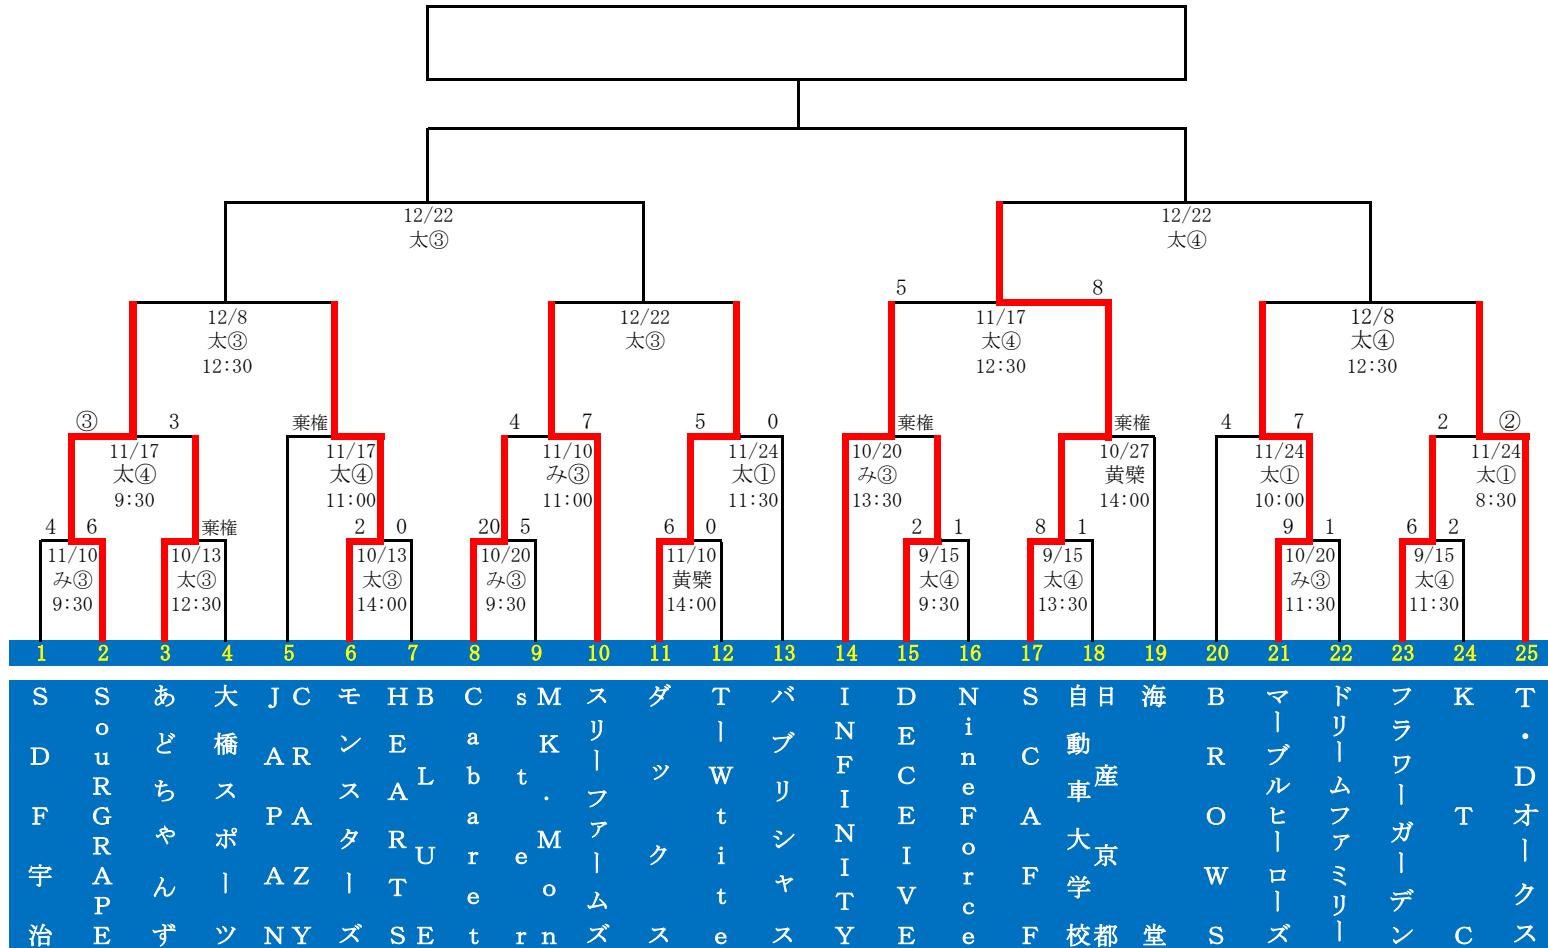 12/22 12/22
太③ 太④
5 8
12/8 12/22 11/17 12/8
太③ 太③ 太④ 太④
12:30 12:30 12:30
③ 3 棄権 4 7 5 0 棄権 棄権 4 7 2 ②
11/17 11/17 11/10 11/24 10/20 10/27 11/24 11/24
太④ 太④ み③ 太① み③ 黄檗 太① 太①
9:30 11:00 11:00 11:30 13:30 14:00 10:00 8:30
4 6 棄権 2 0 20 5 6 0 2 1 8 1 9 1 6 2
11/10 10/13 10/13 10/20 11/10 9/15 9/15 10/20 9/15
み③ 太③ 太③ み③ 黄檗 太④ 太④ み③ 太④
9:30 12:30 14:00 9:30 14:00 9:30 13:30 11:30 11:30
1 2 3 4 5 6 7 8 9 10 11 12 13 14 15 16 17 18 19 20 21 22 23 24 25
SDF宇治
SouRGRAPE
あどちゃんず
大橋スポーツ
CRAZY
JAPAN
モンスターズ
BLUE
HEARTS
Cabaret
MK.Mon
ster
スリーファームズ
ダックス
TーWtite
バブリシャス
INFINITY
DECEIVE
NineForce
SCAFF
日産京都
自動車大学校
海堂
BROWS
マーブルヒーローズ
ドリームファミリー
フラワーガーデン
KTC
T・Dオークス